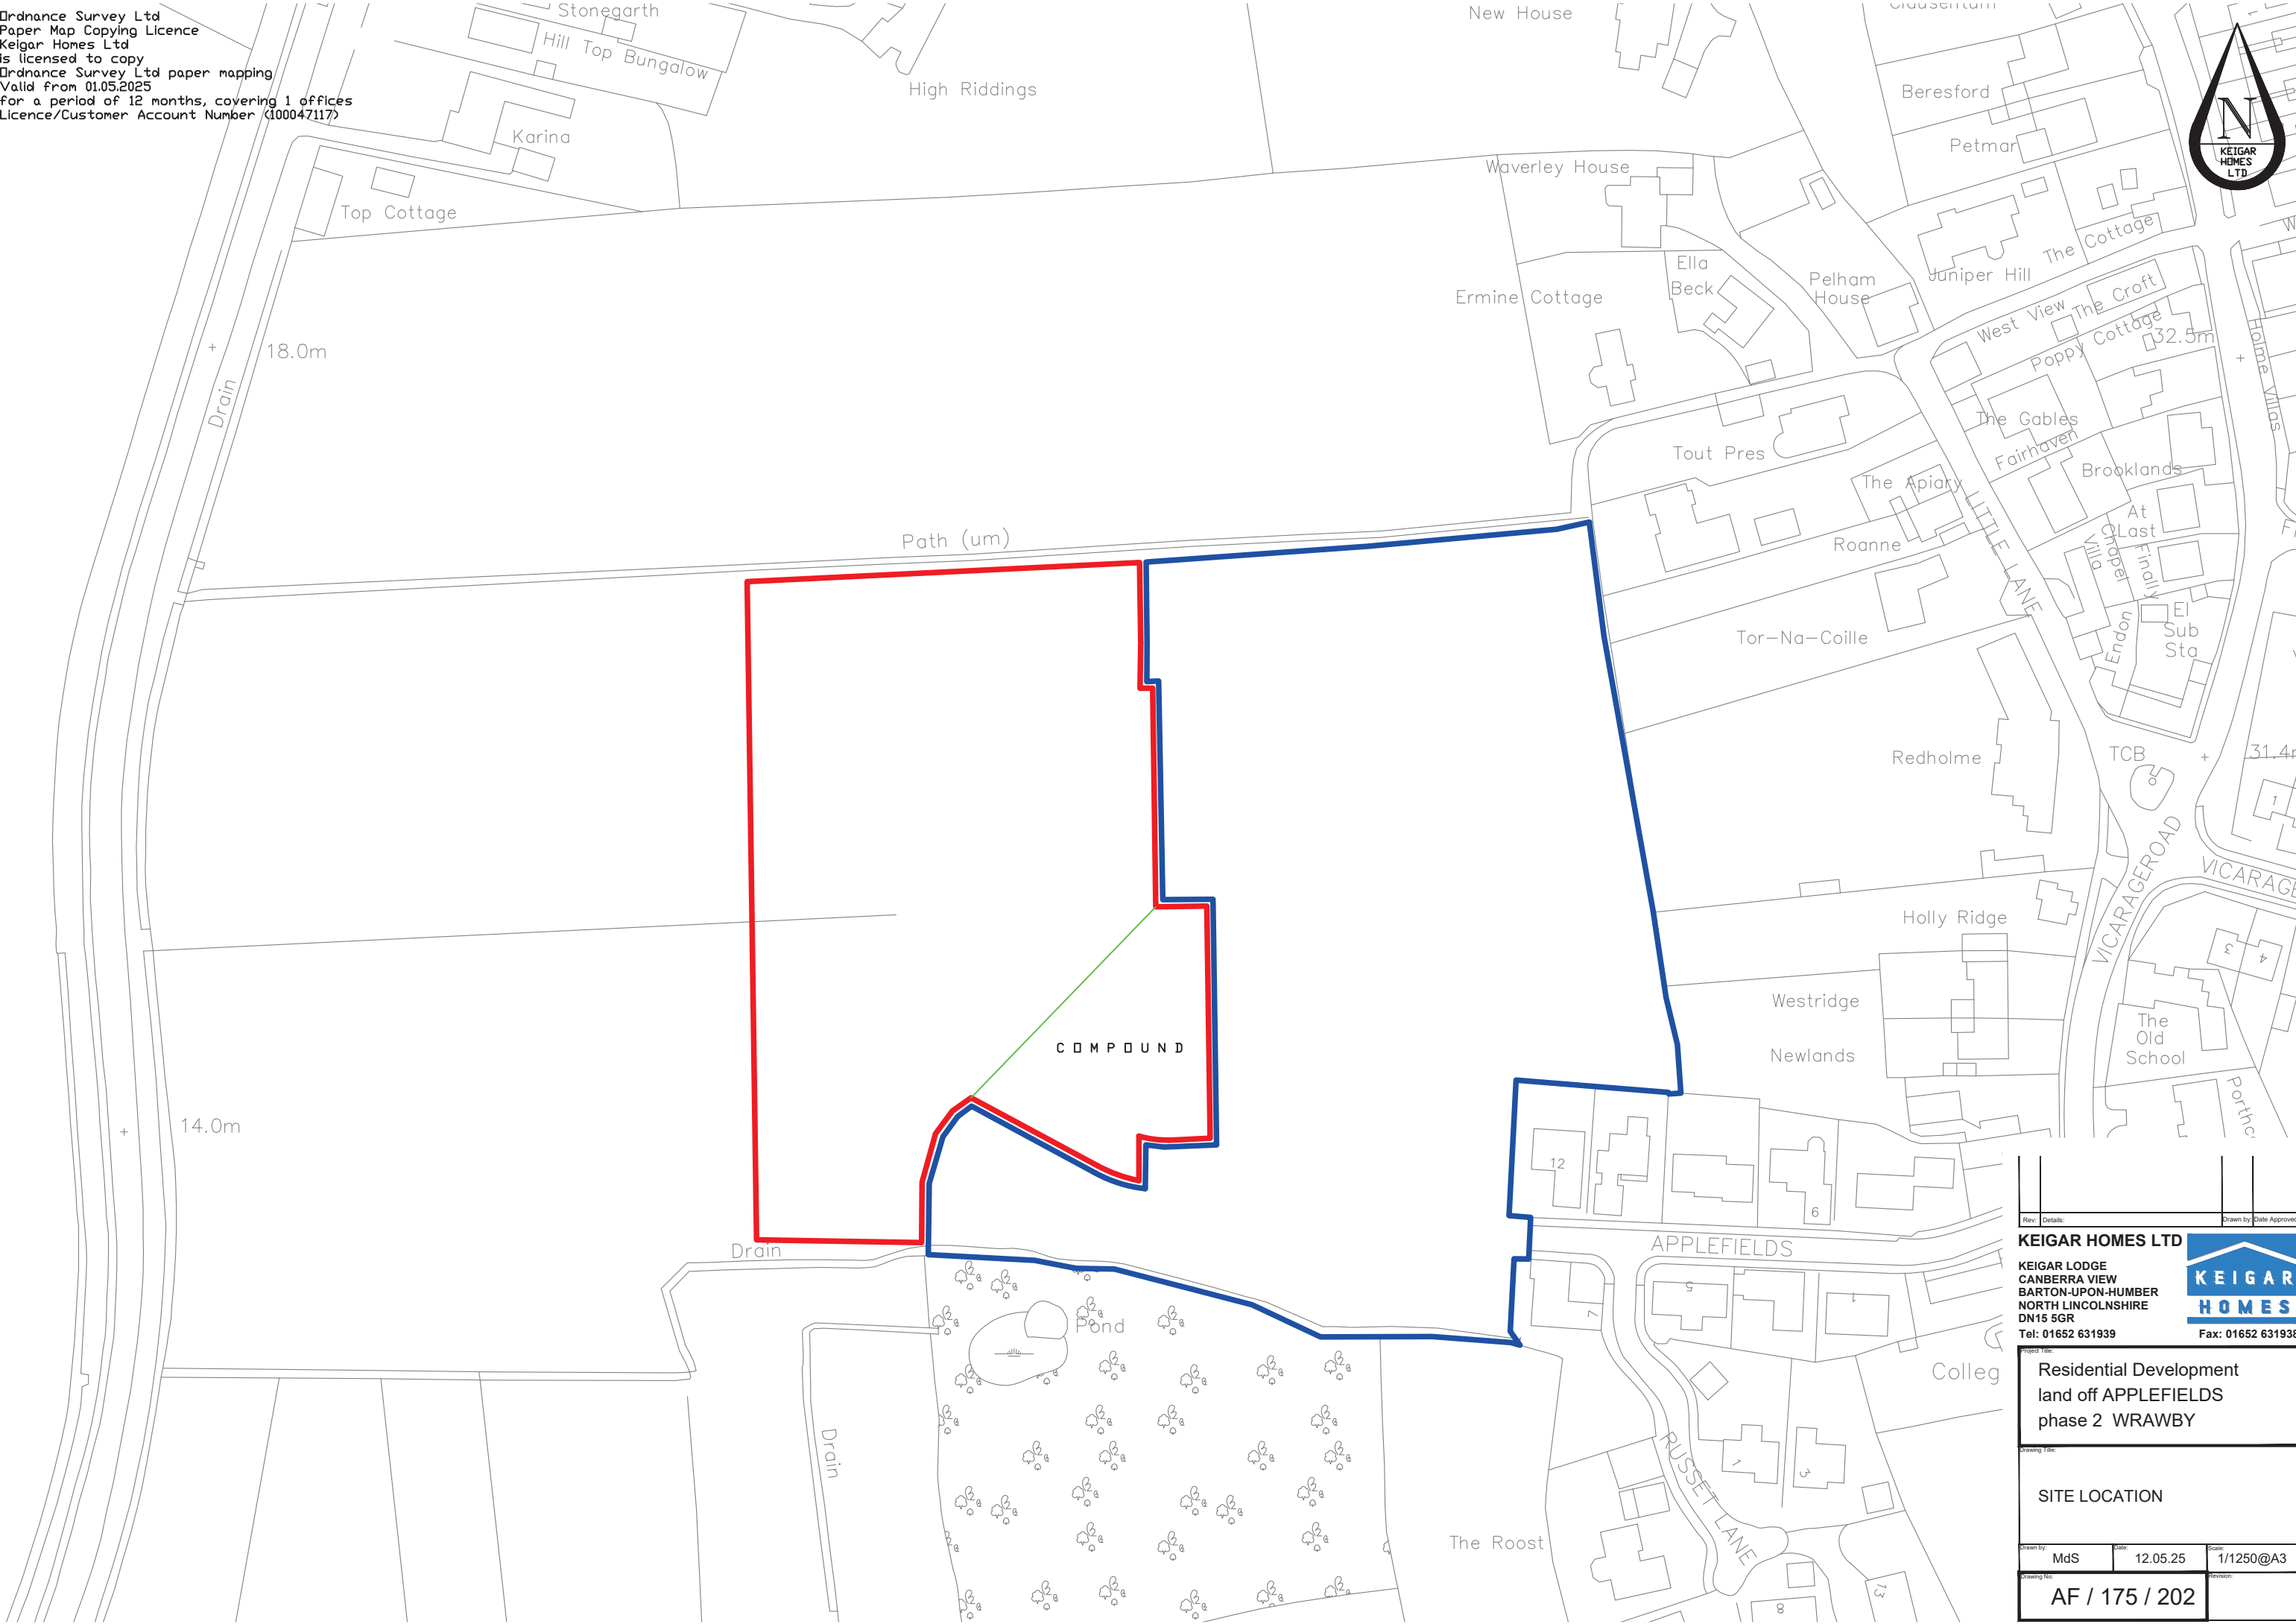 Ordnance Survey Ltd
Paper Map Copying Licence
Keigar Homes Ltd
is licensed to copy
Ordnance Survey Ltd paper mapping
Valid from 01.05.2025
for a period of 12 months, covering 1 offices
Licence/Customer Account Number (100047117)
Stonegarth
Hill Top Bungalow
Karina
Top Cottage
High Riddings
New House
Beresford
Petmar
N
KEIGAR
HOMES
LTD
Waverley House
The Cottage
Juniper Hill
Ella
Beck
Pelham
House
Ermine Cottage
West View
The Croft
Poppy Cottage
32.5m
Holme Villas
18.0m
Drain
The Gables
Fairhaven
Brooklands
Tout Pres
The Apiary
LITTLE LANE
At
Last
Chapel
Villa
Finally
Roanne
Path (um)
Endon
El
Sub
Sta
Tor-Na-Coille
Redholme
TCB
31.4
1
VICARAGE ROAD
VICARAGE
Holly Ridge
3
4
Westridge
The
Old
School
Newlands
COMPOUND
14.0m
12
6
APPLEFIELDS
Drain
7
5
1
Pond
Drain
RUSSET LANE
1
3
The Roost
13
8
Colleg
Rev:
Details:
Drawn by:
Date Approved
KEIGAR HOMES LTD
KEIGAR LODGE
CANBERRA VIEW
BARTON-UPON-HUMBER
NORTH LINCOLNSHIRE
DN15 5GR
Tel: 01652 631939
Fax: 01652 631938
KEIGAR
HOMES
Project Title:
Residential Development
land off APPLEFIELDS
phase 2 WRAWBY
Drawing Title:
SITE LOCATION
Drawn by:
MdS
Date:
12.05.25
Scale:
1/1250@A3
Drawing No:
AF / 175 / 202
Revision: